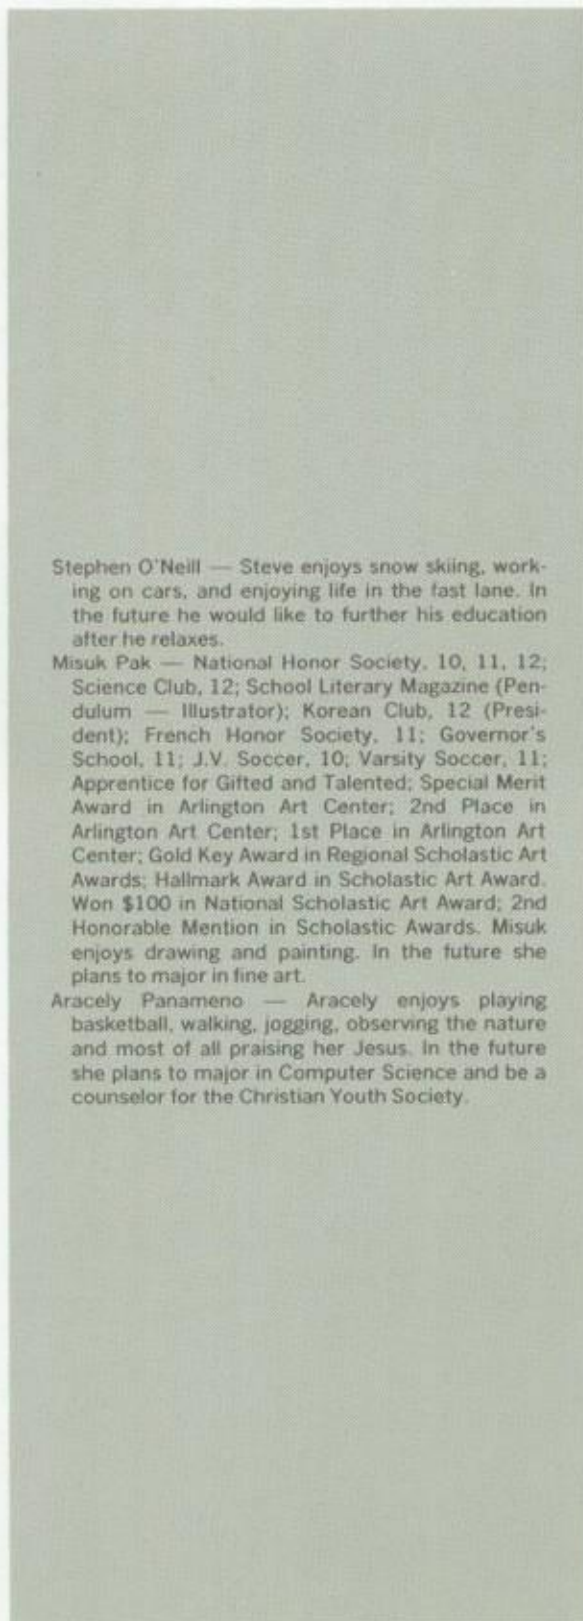 Stephen O'Neill — Steve enjoys snow skiing, work-
ing on cars, and enjoying life in the fast lane. In
the future he would like to further his education
after he relaxes.
Misuk Pak — National Honor Society, 10, 11, 12;
Science Club, 12; School Literary Magazine (Pen-
dulum — Illustrator); Korean Club, 12 (Presi-
dent); French Honor Society, 11; Governor's
School, 11; J.V. Soccer, 10; Varsity Soccer, 11;
Apprentice for Gifted and Talented; Special Merit
Award in Arlington Art Center; 2nd Place in
Arlington Art Center; 1st Place in Arlington Art
Center; Gold Key Award in Regional Scholastic Art
Awards; Hallmark Award in Scholastic Art Award.
Won $100 in National Scholastic Art Award; 2nd
Honorable Mention in Scholastic Awards. Misuk
enjoys drawing and painting. In the future she
plans to major in fine art.
Aracely Panameno — Aracely enjoys playing
basketball, walking, jogging, observing the nature
and most of all praising her Jesus. In the future
she plans to major in Computer Science and be a
counselor for the Christian Youth Society.